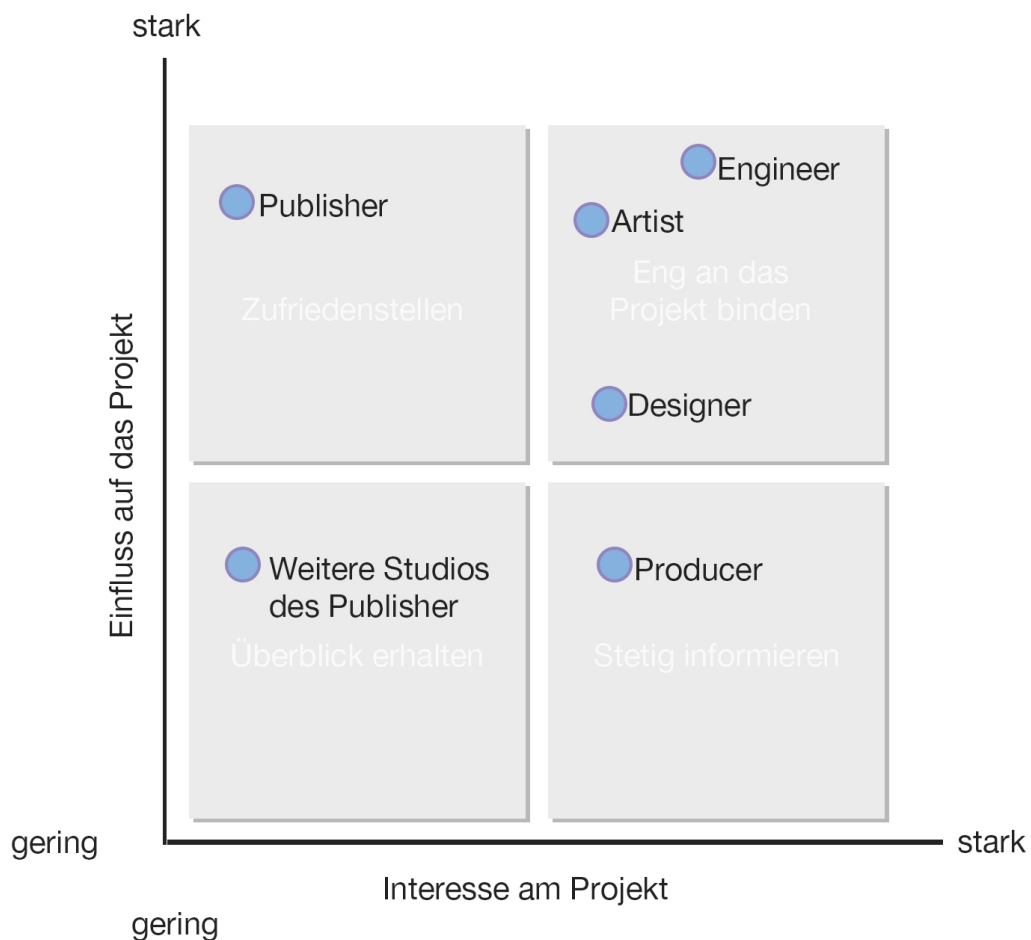 stark
Engineer
Publisher
Artist
Eng an das
Projekt binden
Zufriedenstellen
Designer
Einfluss auf das Projekt
Weitere Studios
des Publisher
Producer
Überblick erhalten
Stetig informieren
gering
stark
Interesse am Projekt
gering